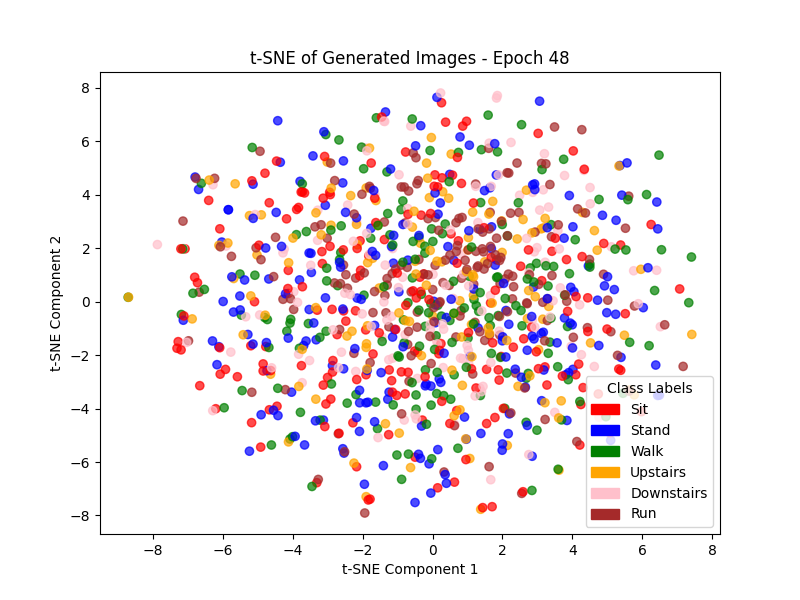 t-SNE of Generated Images - Epoch 48
8
6
4
2
0
−2
−4
−6
−8
t-SNE Component 2
Class Labels
Sit
Stand
Walk
Upstairs
Downstairs
Run
−8 −6 −4 −2 0 2 4 6 8
t-SNE Component 1